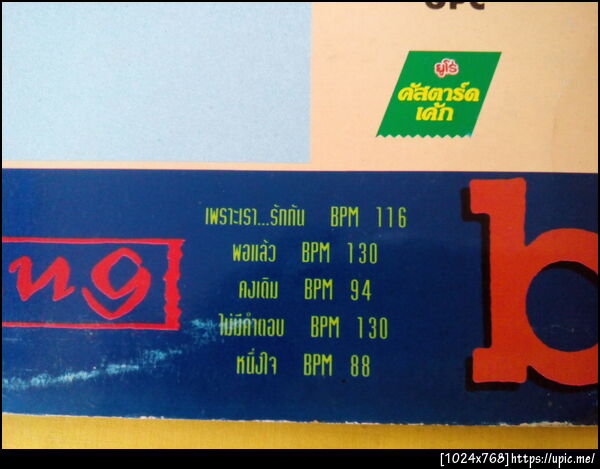 ยูโร่
คัสตาร์ด
เค้ก
เพราะเรา...รักกัน BPM 116
พอแล้ว BPM 130
คงเดิม BPM 94
ไม่มีคำตอบ BPM 130
หนึ่งใจ BPM 88
b
[1024x768]https://upic.me/